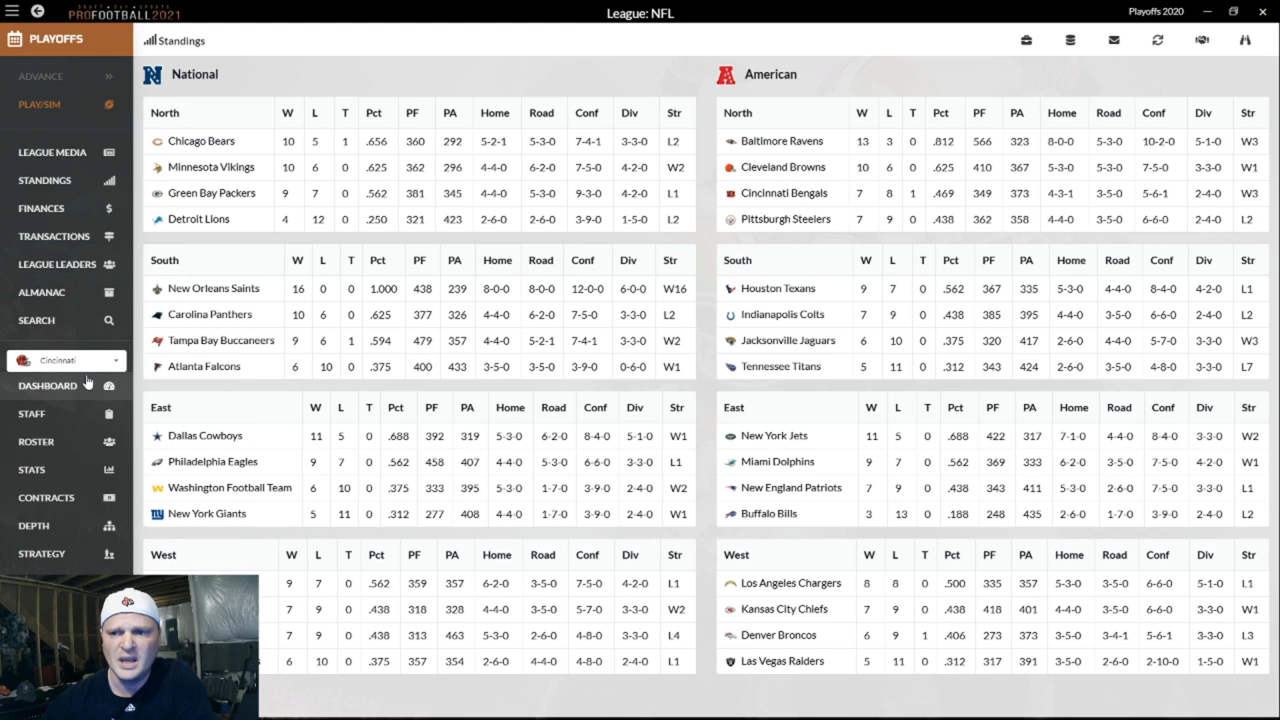 DRAFT DAY SPORTS
PROFOOTBALL2021
League: NFL
Playoffs 2020
PLAYOFFS
Standings
ADVANCE
PLAY/SIM
LEAGUE MEDIA
STANDINGS
FINANCES $
TRANSACTIONS
LEAGUE LEADERS
ALMANAC
SEARCH
Cincinnati
DASHBOARD
STAFF
ROSTER
STATS
CONTRACTS
DEPTH
STRATEGY
National
North W L T Pct PF PA Home Road Conf Div Str
Chicago Bears 10 5 1 .656 360 292 5-2-1 5-3-0 7-4-1 3-3-0 L2
Minnesota Vikings 10 6 0 .625 362 296 4-4-0 6-2-0 7-5-0 4-2-0 W2
Green Bay Packers 9 7 0 .562 381 345 4-4-0 5-3-0 9-3-0 4-2-0 L1
Detroit Lions 4 12 0 .250 321 423 2-6-0 2-6-0 3-9-0 1-5-0 L2
South W L T Pct PF PA Home Road Conf Div Str
New Orleans Saints 16 0 0 1.000 438 239 8-0-0 8-0-0 12-0-0 6-0-0 W16
Carolina Panthers 10 6 0 .625 377 326 4-4-0 6-2-0 7-5-0 3-3-0 L2
Tampa Bay Buccaneers 9 6 1 .594 479 357 4-4-0 5-2-1 7-4-1 3-3-0 W2
Atlanta Falcons 6 10 0 .375 400 433 3-5-0 3-5-0 3-9-0 0-6-0 W1
East W L T Pct PF PA Home Road Conf Div Str
Dallas Cowboys 11 5 0 .688 392 319 5-3-0 6-2-0 8-4-0 5-1-0 W1
Philadelphia Eagles 9 7 0 .562 458 407 4-4-0 5-3-0 6-6-0 2-4-0 L1
Washington Football Team 6 10 0 .375 333 395 5-3-0 1-7-0 3-9-0 2-4-0 W2
New York Giants 5 11 0 .312 277 408 4-4-0 1-7-0 3-9-0 2-4-0 W1
West W L T Pct PF PA Home Road Conf Div Str
9 7 0 .562 359 357 6-2-0 3-5-0 7-5-0 4-2-0 L1
7 9 0 .438 318 328 4-4-0 3-5-0 5-7-0 3-3-0 W2
7 9 0 .438 313 463 5-3-0 2-6-0 4-8-0 3-3-0 L4
6 10 0 .375 357 354 2-6-0 4-4-0 4-8-0 2-4-0 L1
American
North W L T Pct PF PA Home Road Conf Div Str
Baltimore Ravens 13 3 0 .812 566 323 8-0-0 5-3-0 10-2-0 5-1-0 W3
Cleveland Browns 10 6 0 .625 410 367 5-3-0 5-3-0 7-5-0 3-3-0 W1
Cincinnati Bengals 7 8 1 .469 349 373 4-3-1 3-5-0 5-6-1 2-4-0 W3
Pittsburgh Steelers 7 9 0 .438 362 358 4-4-0 3-5-0 6-6-0 2-4-0 L2
South W L T Pct PF PA Home Road Conf Div Str
Houston Texans 9 7 0 .562 367 335 5-3-0 4-4-0 8-4-0 4-2-0 L1
Indianapolis Colts 7 9 0 .438 385 395 4-4-0 3-5-0 6-6-0 2-4-0 L2
Jacksonville Jaguars 6 10 0 .375 320 417 2-6-0 4-4-0 5-7-0 3-3-0 W3
Tennessee Titans 5 11 0 .312 343 424 2-6-0 3-5-0 4-8-0 3-3-0 L7
East W L T Pct PF PA Home Road Conf Div Str
New York Jets 11 5 0 .688 422 317 7-1-0 4-4-0 8-4-0 3-3-0 W2
Miami Dolphins 9 7 0 .562 369 333 6-2-0 3-5-0 7-5-0 4-2-0 W1
New England Patriots 7 9 0 .438 343 411 5-3-0 2-6-0 7-5-0 3-3-0 L1
Buffalo Bills 3 13 0 .188 248 435 2-6-0 1-7-0 3-9-0 2-4-0 L2
West W L T Pct PF PA Home Road Conf Div Str
Los Angeles Chargers 8 8 0 .500 335 357 5-3-0 3-5-0 6-6-0 5-1-0 L1
Kansas City Chiefs 7 9 0 .438 418 401 4-4-0 3-5-0 6-6-0 3-3-0 W1
Denver Broncos 6 9 1 .406 273 373 3-5-0 3-4-1 5-6-1 3-3-0 L3
Las Vegas Raiders 5 11 0 .312 317 391 3-5-0 2-6-0 2-10-0 1-5-0 W1